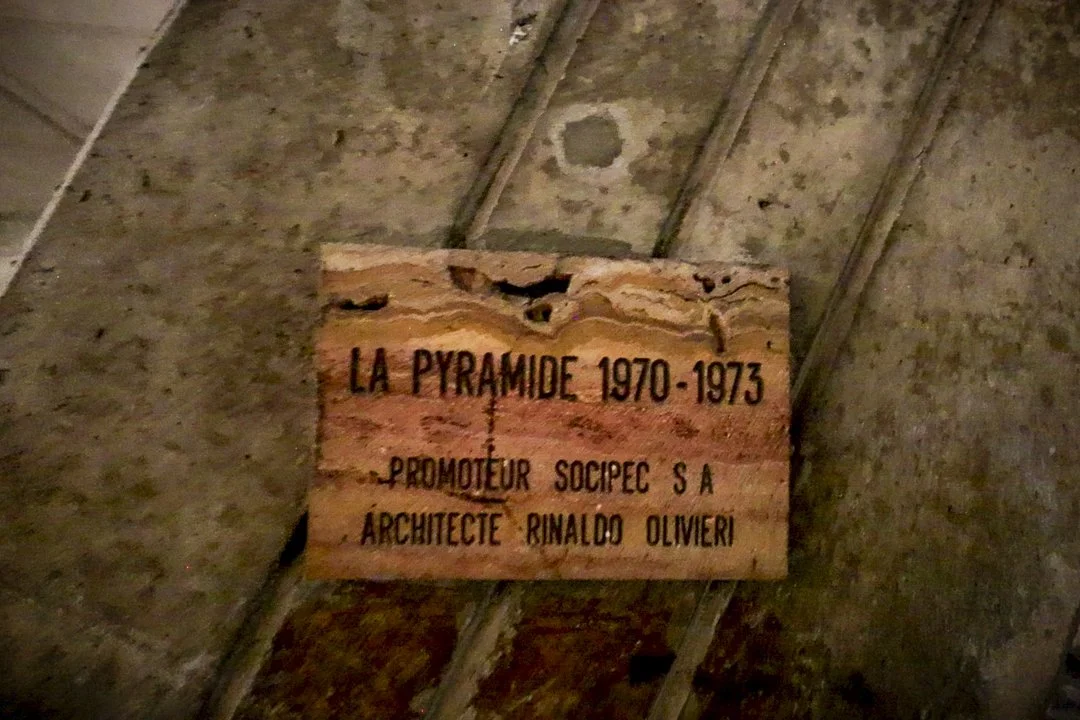 LA PYRAMIDE 1970-1973
PROMOTEUR SOCIPEC S A
ARCHITECTE RINALDO OLIVIERI